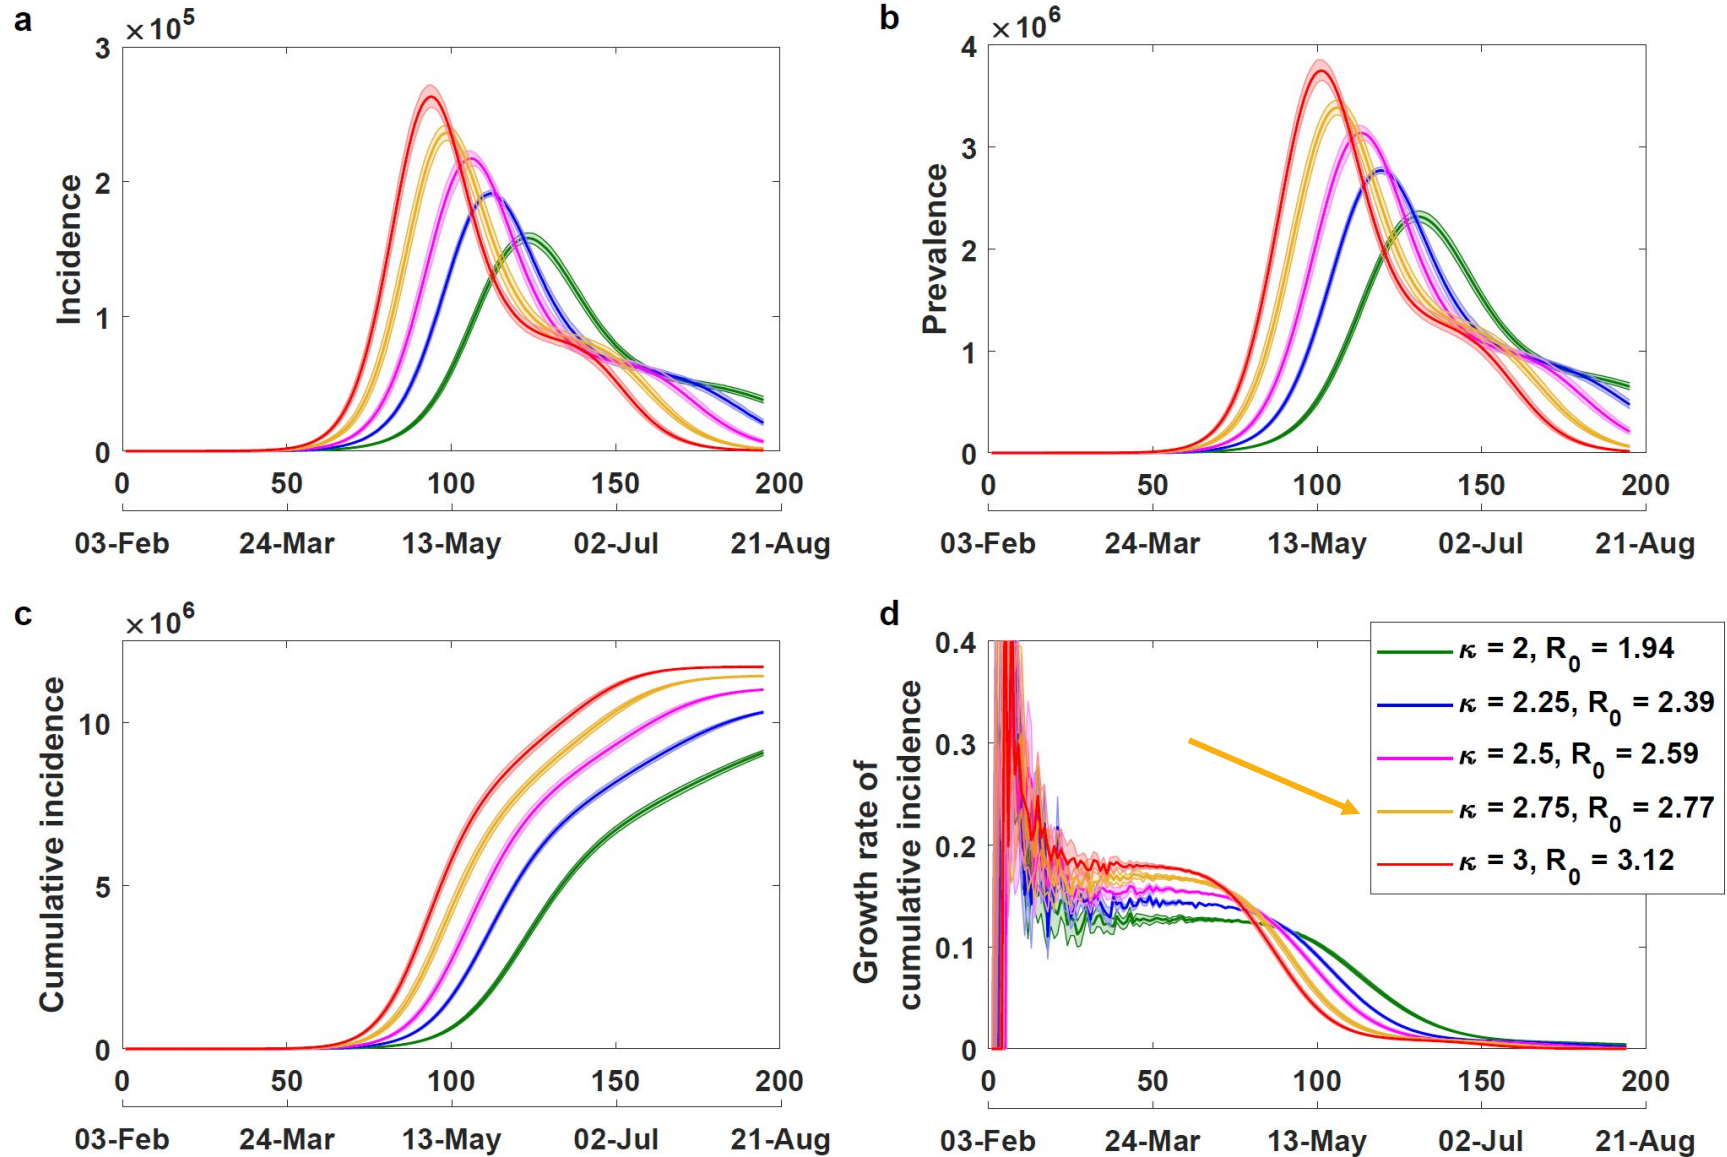 a
×10^5
3
2
1
0
Incidence
0 50 100 150 200
03-Feb 24-Mar 13-May 02-Jul 21-Aug
b
×10^6
4
3
2
1
0
Prevalence
0 50 100 150 200
03-Feb 24-Mar 13-May 02-Jul 21-Aug
c
×10^6
10
5
0
Cumulative incidence
0 50 100 150 200
03-Feb 24-Mar 13-May 02-Jul 21-Aug
d
0.4
0.3
0.2
0.1
0
Growth rate of
cumulative incidence
κ = 2, R_0 = 1.94
κ = 2.25, R_0 = 2.39
κ = 2.5, R_0 = 2.59
κ = 2.75, R_0 = 2.77
κ = 3, R_0 = 3.12
0 50 100 150 200
03-Feb 24-Mar 13-May 02-Jul 21-Aug